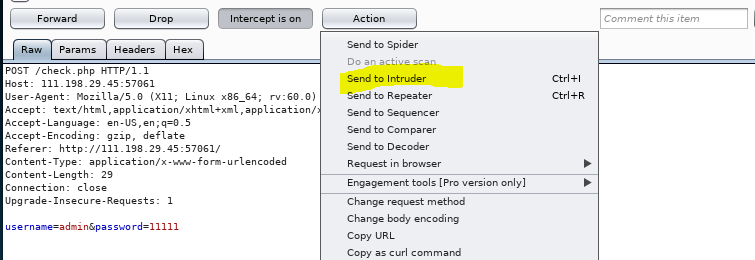 Forward Drop Intercept is on Action Comment this item
Raw Params Headers Hex
POST /check.php HTTP/1.1
Host: 111.198.29.45:57061
User-Agent: Mozilla/5.0 (X11; Linux x86_64; rv:60.0)
Accept: text/html,application/xhtml+xml,application/x
Accept-Language: en-US,en;q=0.5
Accept-Encoding: gzip, deflate
Referer: http://111.198.29.45:57061/
Content-Type: application/x-www-form-urlencoded
Content-Length: 29
Connection: close
Upgrade-Insecure-Requests: 1
username=admin&password=11111
Send to Spider
Do an active scan
Send to Intruder Ctrl+I
Send to Repeater Ctrl+R
Send to Sequencer
Send to Comparer
Send to Decoder
Request in browser
Engagement tools [Pro version only]
Change request method
Change body encoding
Copy URL
Copy as curl command